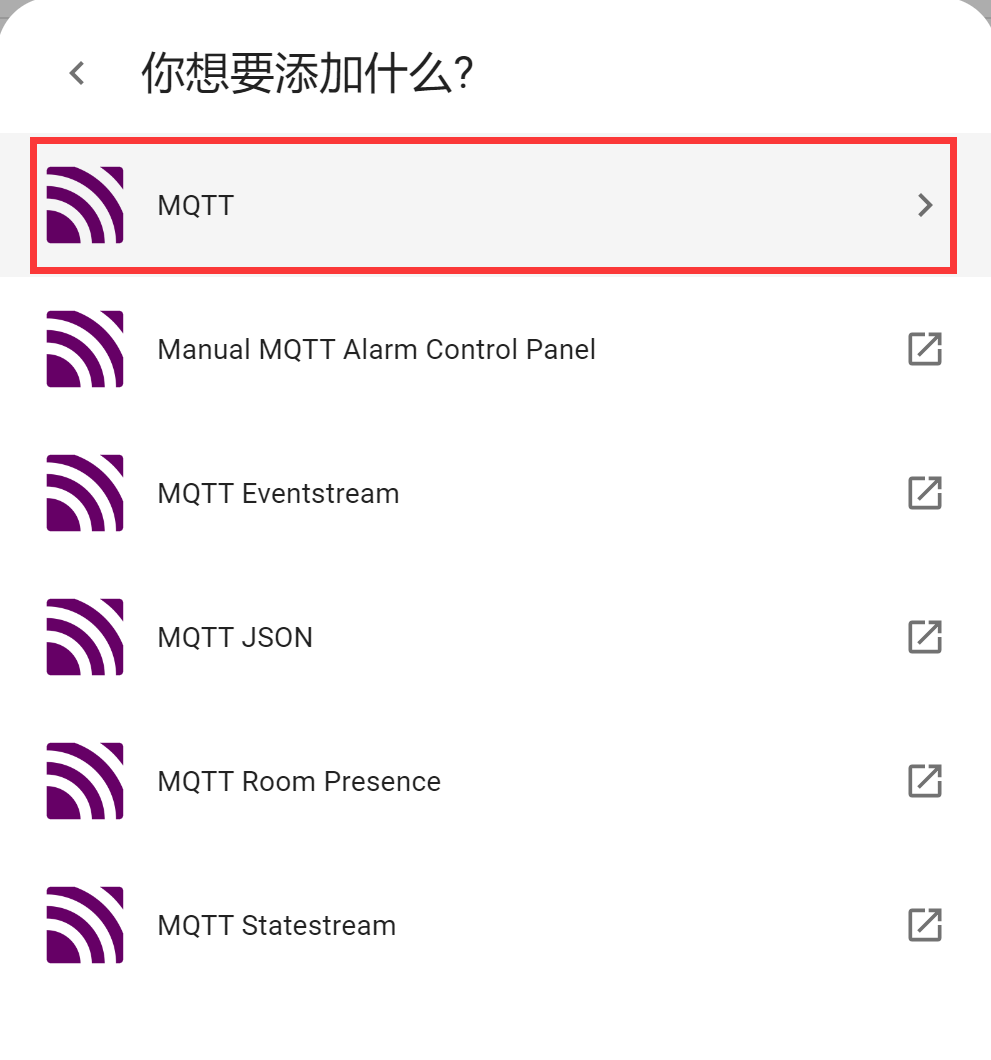 你想要添加什么?
MQTT
Manual MQTT Alarm Control Panel
MQTT Eventstream
MQTT JSON
MQTT Room Presence
MQTT Statestream